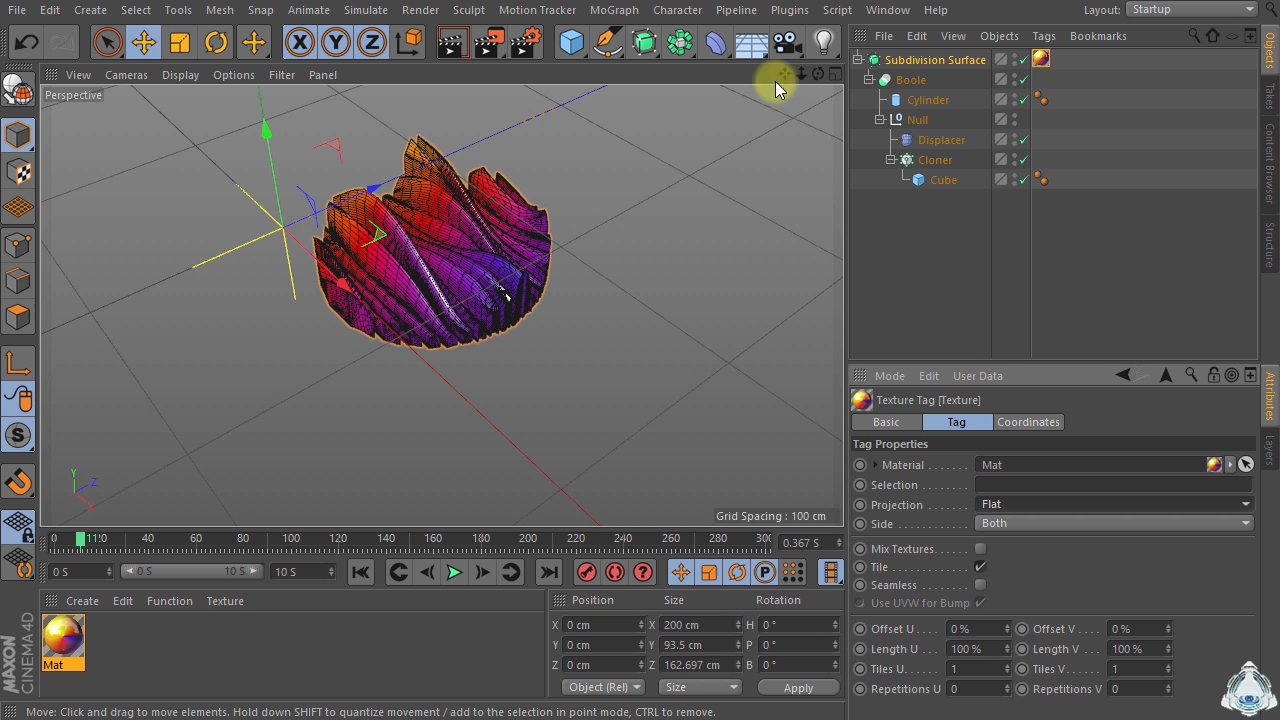 File Edit Create Select Tools Mesh Snap Animate Simulate Render Sculpt Motion Tracker MoGraph Character Pipeline Plugins Script Window Help Layout: Startup
View Cameras Display Options Filter Panel
Perspective
Grid Spacing : 100 cm
File Edit View Objects Tags Bookmarks
Subdivision Surface
Boole
Cylinder
Null
Displacer
Cloner
Cube
Objects
Takes
Content Browser
Structure
Attributes
Layers
Mode Edit User Data
Texture Tag [Texture]
Basic Tag Coordinates
Tag Properties
Material Mat
Selection
Projection Flat
Side Both
Mix Textures
Tile
Seamless
Use UVW for Bump
Offset U 0 % Offset V 0 %
Length U 100 % Length V 100 %
Tiles U 1 Tiles V 1
Repetitions U 0 Repetitions V 0
X Y Z
S
P
Y Z X
0 11 40 60 80 100 120 140 160 180 200 220 240 260 280 0.367 S
0 S 0 S 10 S 10 S
Create Edit Function Texture
Mat
Position Size Rotation
X 0 cm X 200 cm H 0 °
Y 0 cm Y 93.5 cm P 0 °
Z 0 cm Z 162.697 cm B 0 °
Object (Rel) Size Apply
MAXON CINEMA 4D
Move: Click and drag to move elements. Hold down SHIFT to quantize movement / add to the selection in point mode, CTRL to remove.